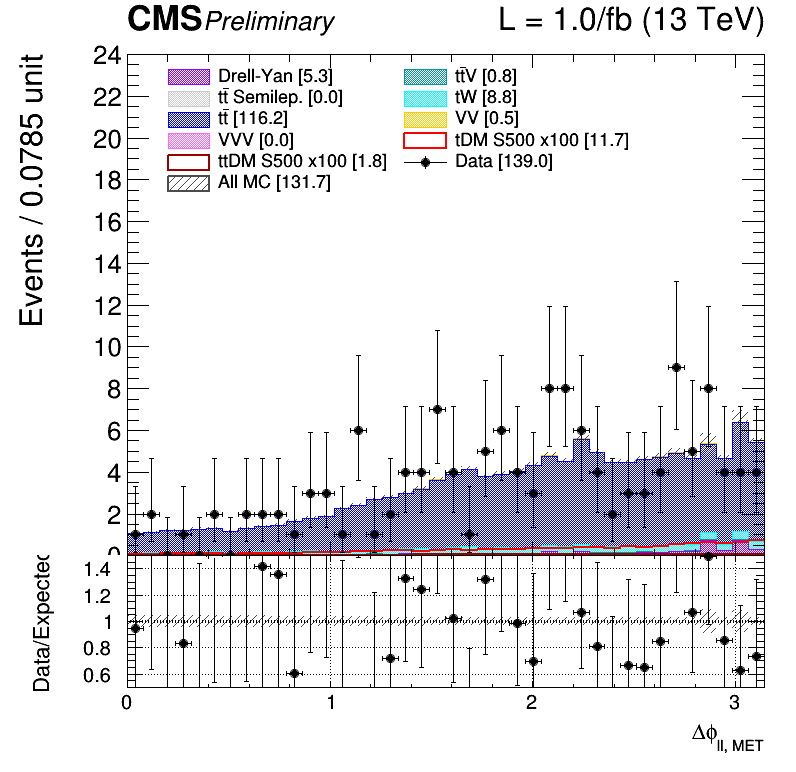 CMS Preliminary L = 1.0/fb (13 TeV)
Events / 0.0785 unit
24
22
20
18
16
14
12
10
8
6
4
2
0
Drell-Yan [5.3]
tt̄ Semilep. [0.0]
tt̄ [116.2]
VVV [0.0]
ttDM S500 x100 [1.8]
All MC [131.7]
tt̄V [0.8]
tW [8.8]
VV [0.5]
tDM S500 x100 [11.7]
Data [139.0]
Data/Expected
1.4
1.2
1
0.8
0.6
0 1 2 3
Δϕll, MET